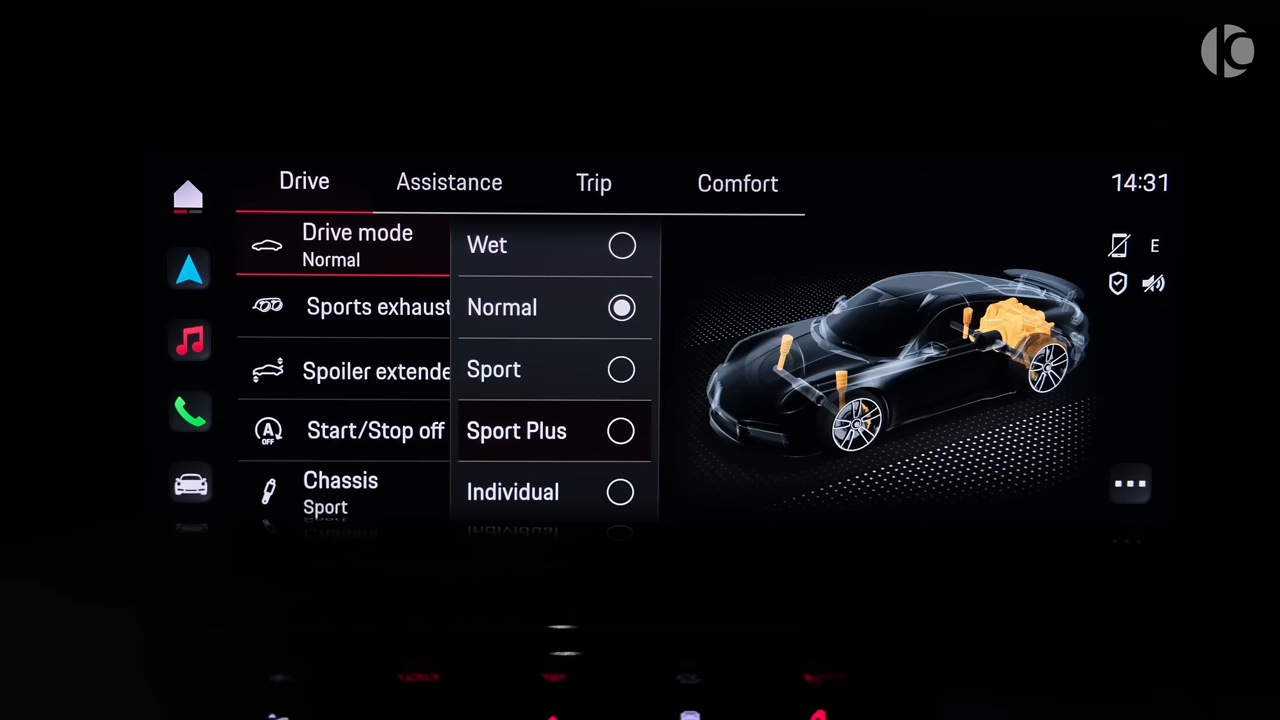 Drive
Assistance
Trip
Comfort
14:31
Drive mode
Normal
Sports exhaust
Spoiler extende
Start/Stop off
A
OFF
Chassis
Sport
Wet
Normal
Sport
Sport Plus
Individual
E